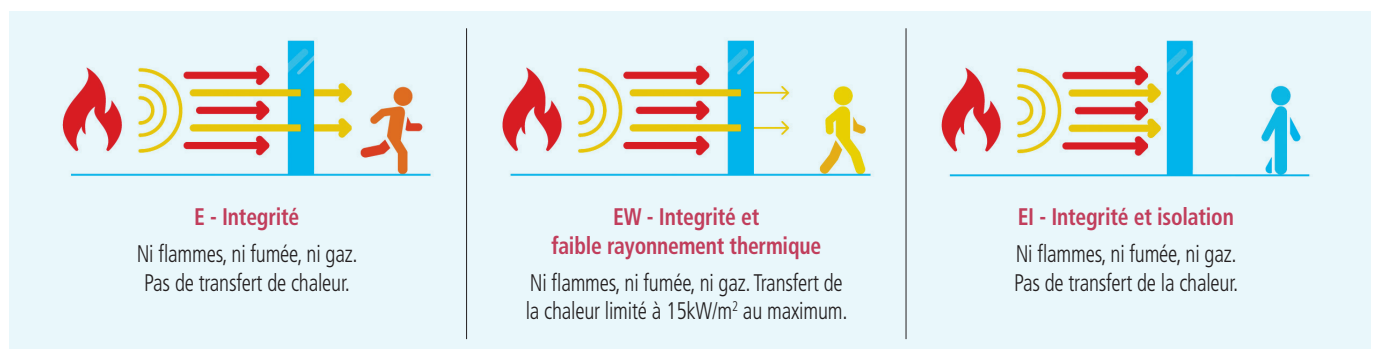 E - Integrité
Ni flammes, ni fumée, ni gaz.
Pas de transfert de chaleur.
EW - Integrité et
faible rayonnement thermique
Ni flammes, ni fumée, ni gaz. Transfert de
la chaleur limité à 15kW/m² au maximum.
EI - Integrité et isolation
Ni flammes, ni fumée, ni gaz.
Pas de transfert de la chaleur.